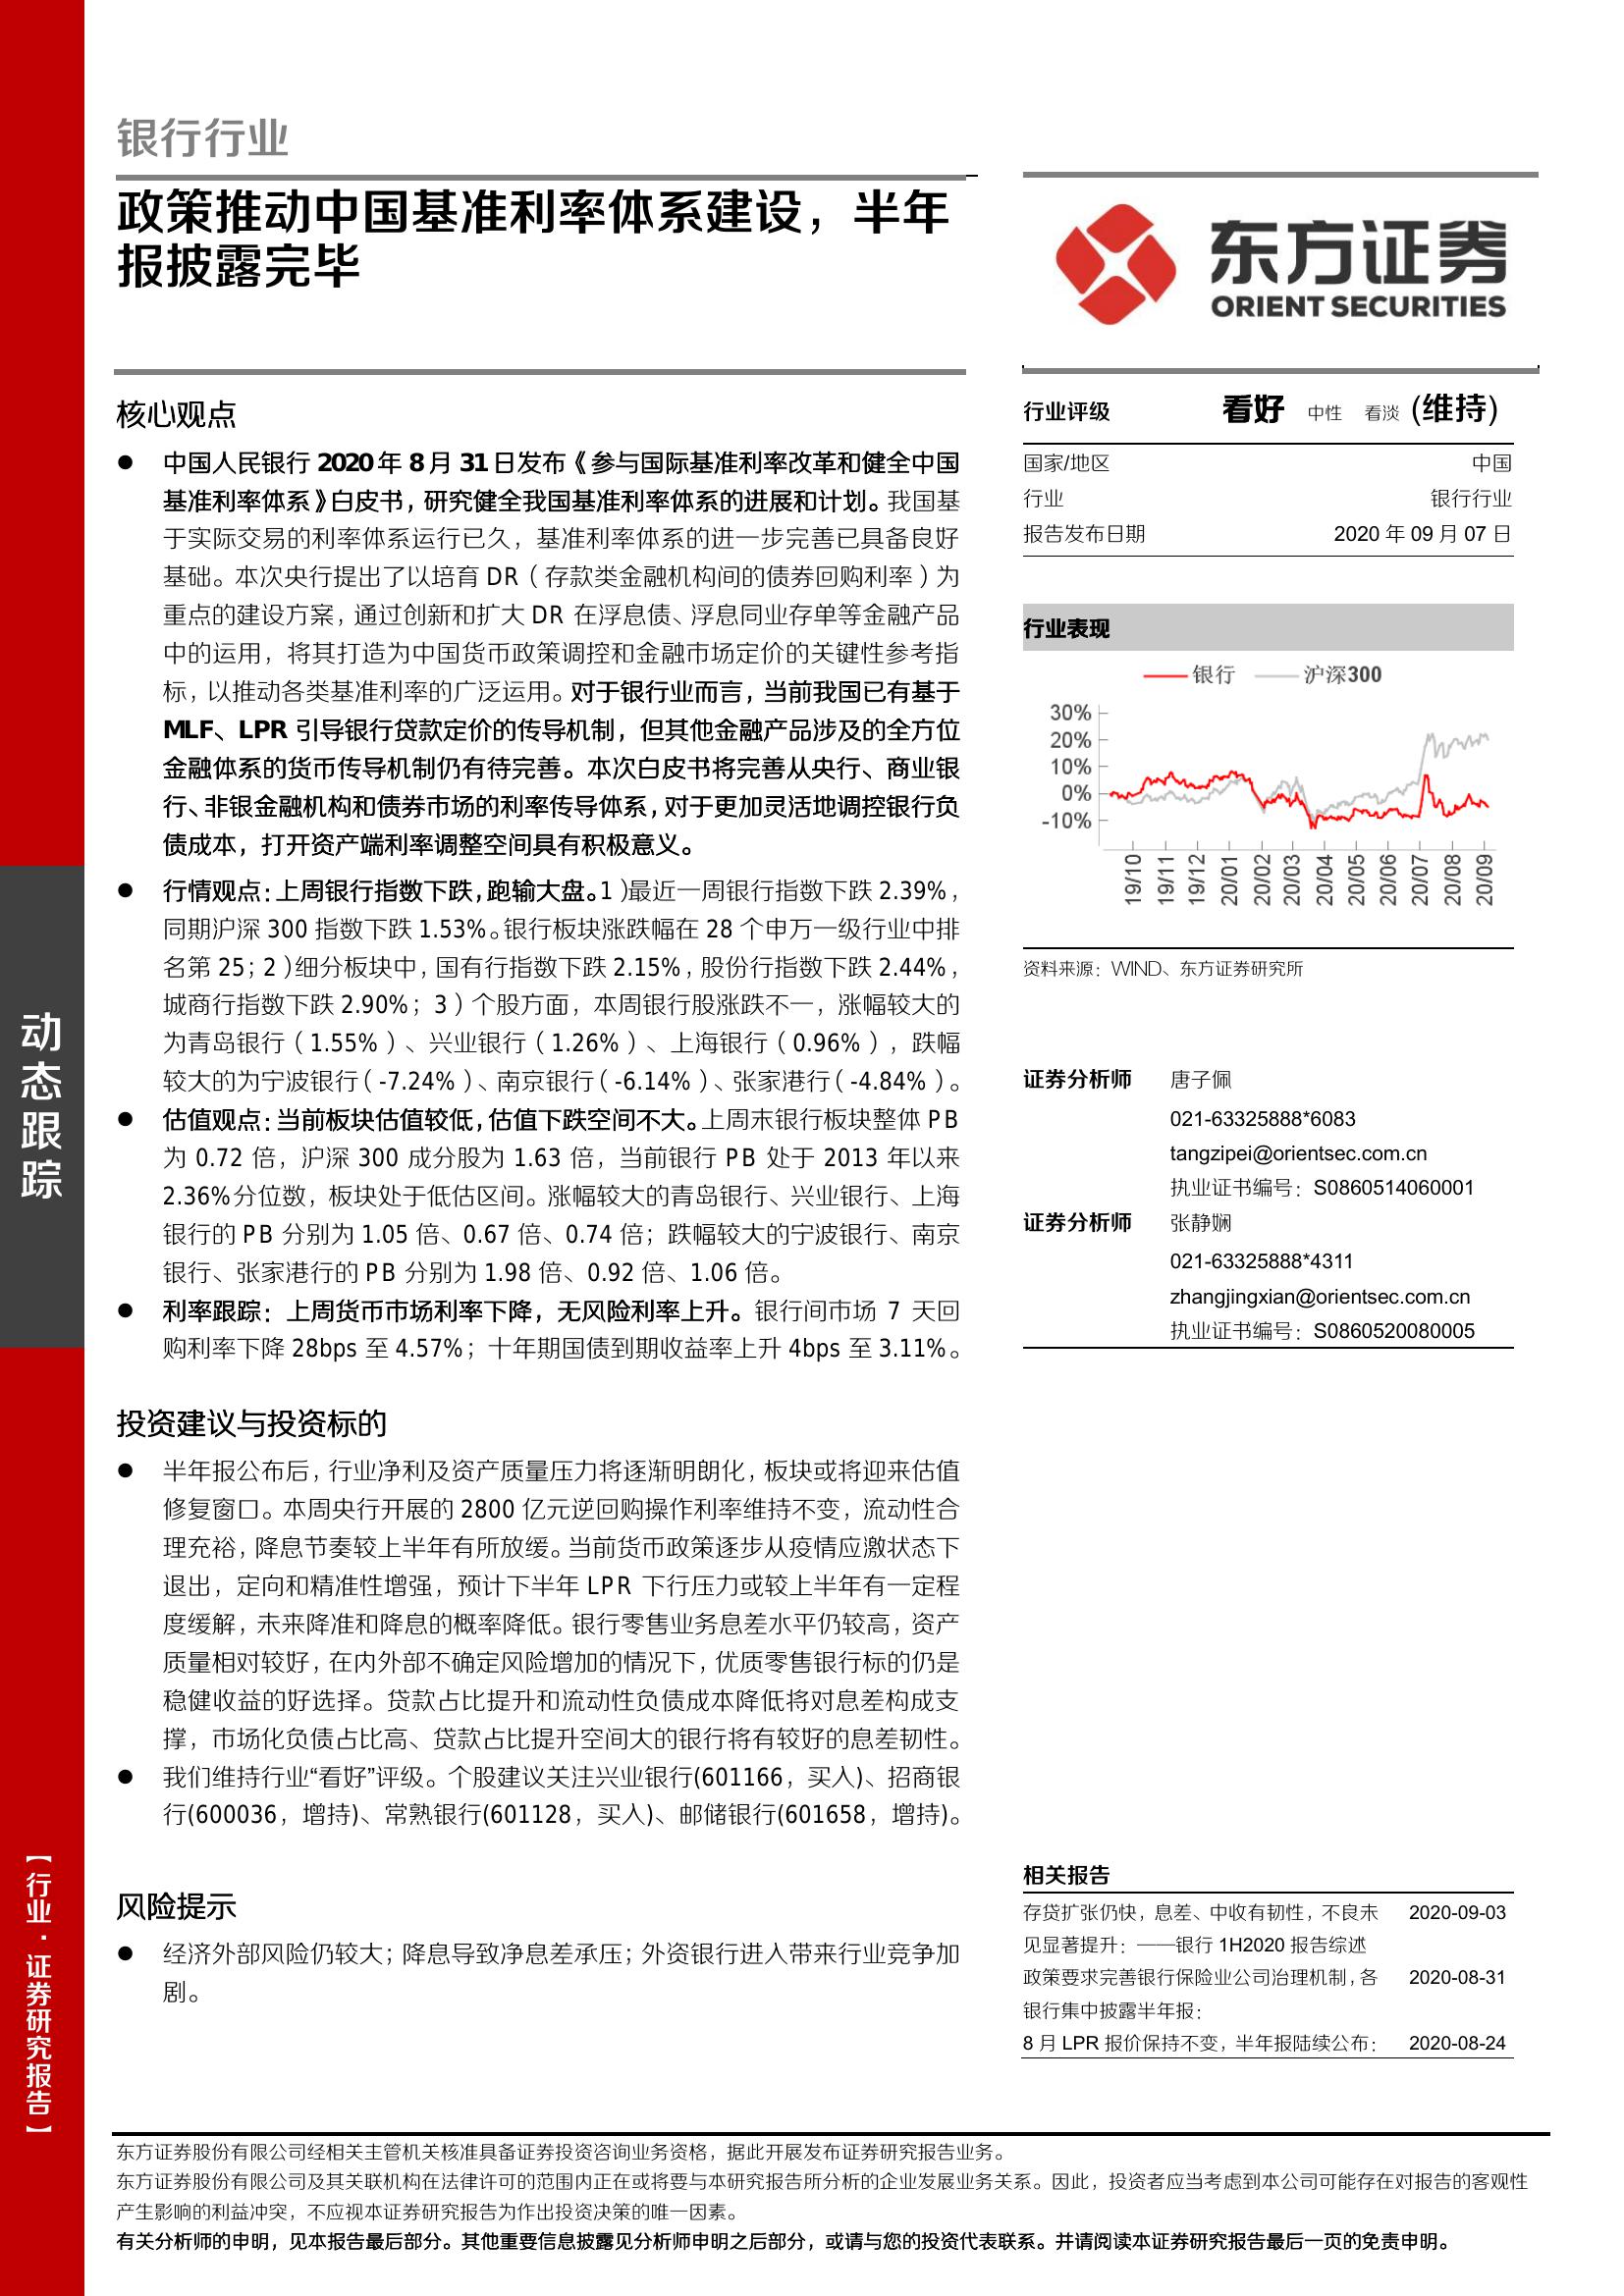 银行行业
政策推动中国基准利率体系建设，半年
报披露完毕
核心观点
● 中国人民银行 2020 年 8 月 31 日发布《参与国际基准利率改革和健全中国
基准利率体系》白皮书，研究健全我国基准利率体系的进展和计划。我国基
于实际交易的利率体系运行已久，基准利率体系的进一步完善已具备良好
基础。本次央行提出了以培育 DR（存款类金融机构间的债券回购利率）为
重点的建设方案，通过创新和扩大 DR 在浮息债、浮息同业存单等金融产品
中的运用，将其打造为中国货币政策调控和金融市场定价的关键性参考指
标，以推动各类基准利率的广泛运用。对于银行业而言，当前我国已有基于
MLF、LPR 引导银行贷款定价的传导机制，但其他金融产品涉及的全方位
金融体系的货币传导机制仍有待完善。本次白皮书将完善从央行、商业银
行、非银金融机构和债券市场的利率传导体系，对于更加灵活地调控银行负
债成本，打开资产端利率调整空间具有积极意义。
● 行情观点：上周银行指数下跌，跑输大盘。1）最近一周银行指数下跌 2.39%，
同期沪深 300 指数下跌 1.53%。银行板块涨跌幅在 28 个申万一级行业中排
名第 25；2）细分板块中，国有行指数下跌 2.15%，股份行指数下跌 2.44%，
城商行指数下跌 2.90%；3）个股方面，本周银行股涨跌不一，涨幅较大的
为青岛银行（1.55%）、兴业银行（1.26%）、上海银行（0.96%），跌幅
较大的为宁波银行（-7.24%）、南京银行（-6.14%）、张家港行（-4.84%）。
● 估值观点：当前板块估值较低，估值下跌空间不大。上周末银行板块整体 PB
为 0.72 倍，沪深 300 成分股为 1.63 倍，当前银行 PB 处于 2013 年以来
2.36%分位数，板块处于低估区间。涨幅较大的青岛银行、兴业银行、上海
银行的 PB 分别为 1.05 倍、0.67 倍、0.74 倍；跌幅较大的宁波银行、南京
银行、张家港行的 PB 分别为 1.98 倍、0.92 倍、1.06 倍。
● 利率跟踪：上周货币市场利率下降，无风险利率上升。银行间市场 7 天回
购利率下降 28bps 至 4.57%；十年期国债到期收益率上升 4bps 至 3.11%。
投资建议与投资标的
● 半年报公布后，行业净利及资产质量压力将逐渐明朗化，板块或将迎来估值
修复窗口。本周央行开展的 2800 亿元逆回购操作利率维持不变，流动性合
理充裕，降息节奏较上半年有所放缓。当前货币政策逐步从疫情应激状态下
退出，定向和精准性增强，预计下半年 LPR 下行压力或较上半年有一定程
度缓解，未来降准和降息的概率降低。银行零售业务息差水平仍较高，资产
质量相对较好，在内外部不确定风险增加的情况下，优质零售银行标的仍是
稳健收益的好选择。贷款占比提升和流动性负债成本降低将对息差构成支
撑，市场化负债占比高、贷款占比提升空间大的银行将有较好的息差韧性。
● 我们维持行业“看好”评级。个股建议关注兴业银行(601166，买入)、招商银
行(600036，增持)、常熟银行(601128，买入)、邮储银行(601658，增持)。
风险提示
● 经济外部风险仍较大；降息导致净息差承压；外资银行进入带来行业竞争加
剧。
东方证券
ORIENT SECURITIES
行业评级 看好 中性 看淡 (维持)
国家/地区 中国
行业 银行行业
报告发布日期 2020 年 09 月 07 日
行业表现
银行 沪深300
30%
20%
10%
0%
-10%
19/10 19/11 19/12 20/01 20/02 20/03 20/04 20/05 20/06 20/07 20/08 20/09
资料来源：WIND、东方证券研究所
证券分析师 唐子佩
021-63325888*6083
tangzipei@orientsec.com.cn
执业证书编号：S0860514060001
证券分析师 张静娴
021-63325888*4311
zhangjingxian@orientsec.com.cn
执业证书编号：S0860520080005
相关报告
存贷扩张仍快，息差、中收有韧性，不良未 2020-09-03
见显著提升：——银行 1H2020 报告综述
政策要求完善银行保险业公司治理机制，各 2020-08-31
银行集中披露半年报：
8 月 LPR 报价保持不变，半年报陆续公布： 2020-08-24
动态跟踪
【行业·证券研究报告】
东方证券股份有限公司经相关主管机关核准具备证券投资咨询业务资格，据此开展发布证券研究报告业务。
东方证券股份有限公司及其关联机构在法律许可的范围内正在或将要与本研究报告所分析的企业发展业务关系。因此，投资者应当考虑到本公司可能存在对报告的客观性
产生影响的利益冲突，不应视本证券研究报告为作出投资决策的唯一因素。
有关分析师的申明，见本报告最后部分。其他重要信息披露见分析师申明之后部分，或请与您的投资代表联系。并请阅读本证券研究报告最后一页的免责申明。